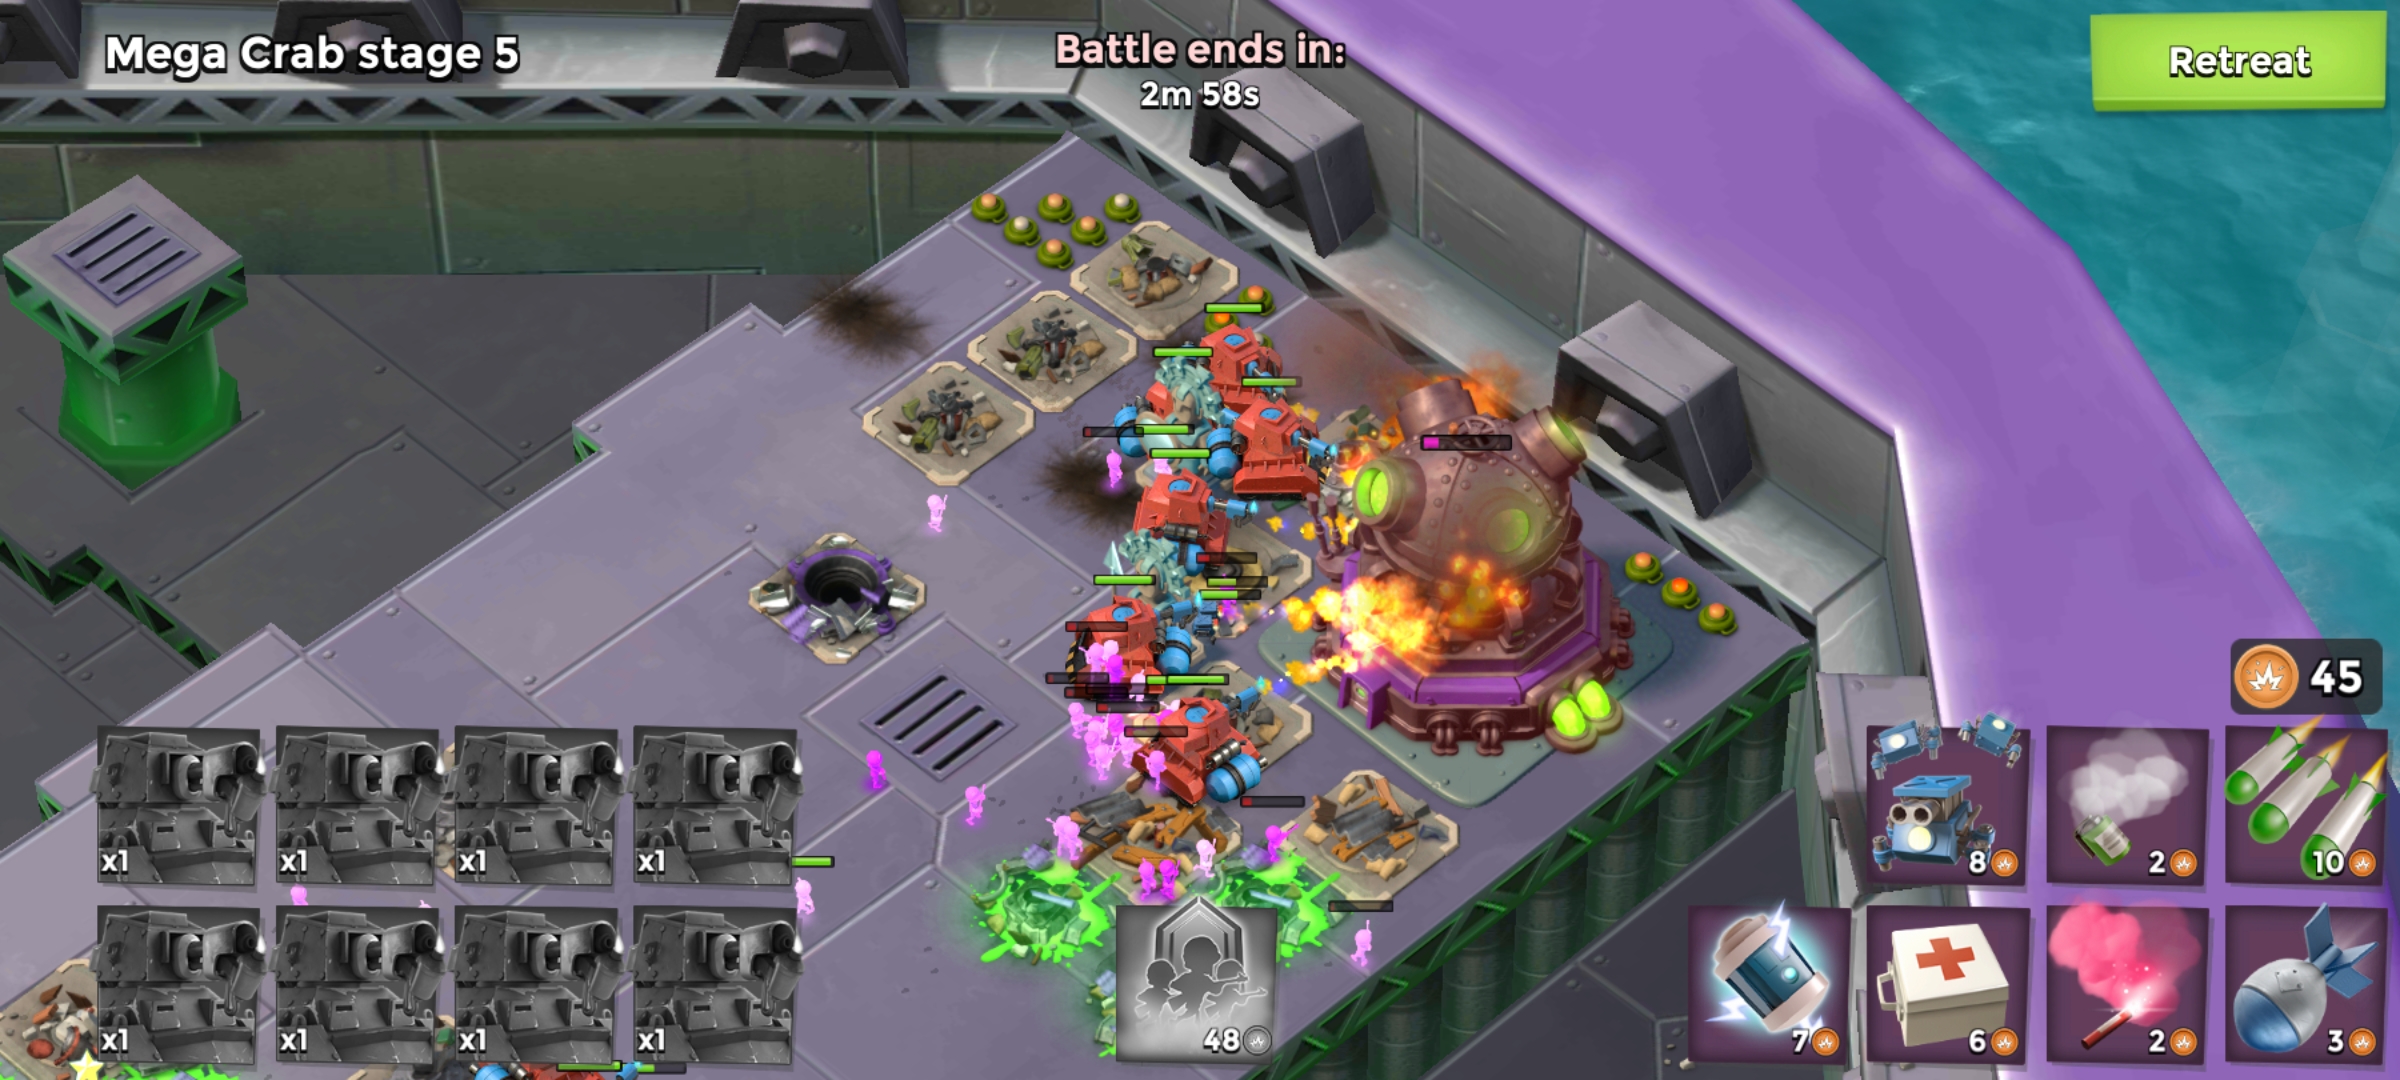 Mega Crab stage 5
Battle ends in:
2m 58s
Retreat
45
x1
x1
x1
x1
8
2
10
x1
x1
x1
x1
48
7
6
2
3